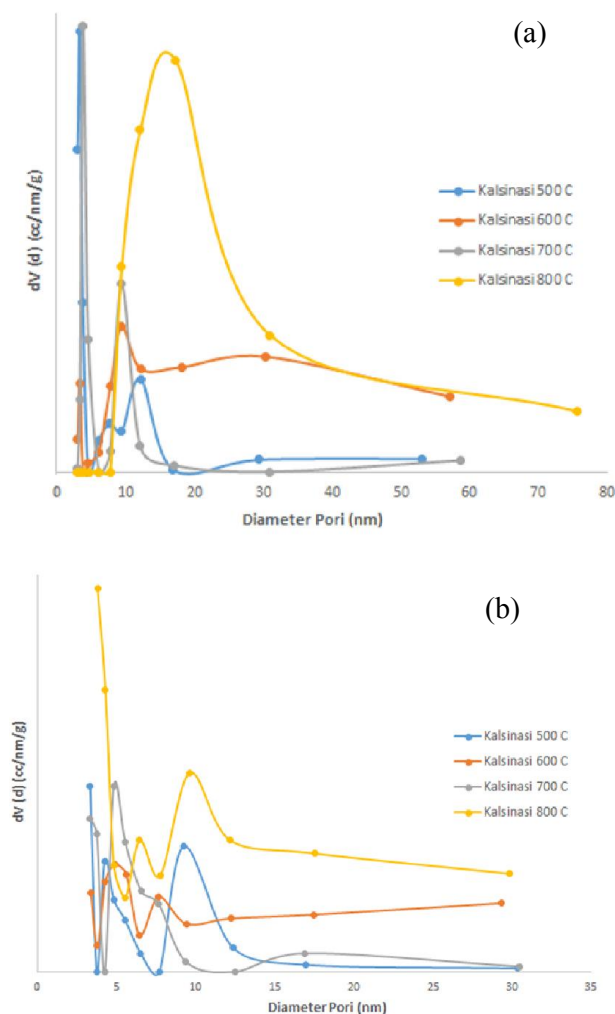 (a)
dV (d) (cc/nm/g)
Kalsinasi 500 C
Kalsinasi 600 C
Kalsinasi 700 C
Kalsinasi 800 C
0 10 20 30 40 50 60 70 80
Diameter Pori (nm)
(b)
dV (d) (cc/nm/g)
Kalsinasi 500 C
Kalsinasi 600 C
Kalsinasi 700 C
Kalsinasi 800 C
0 5 10 15 20 25 30 35
Diameter Pori (nm)